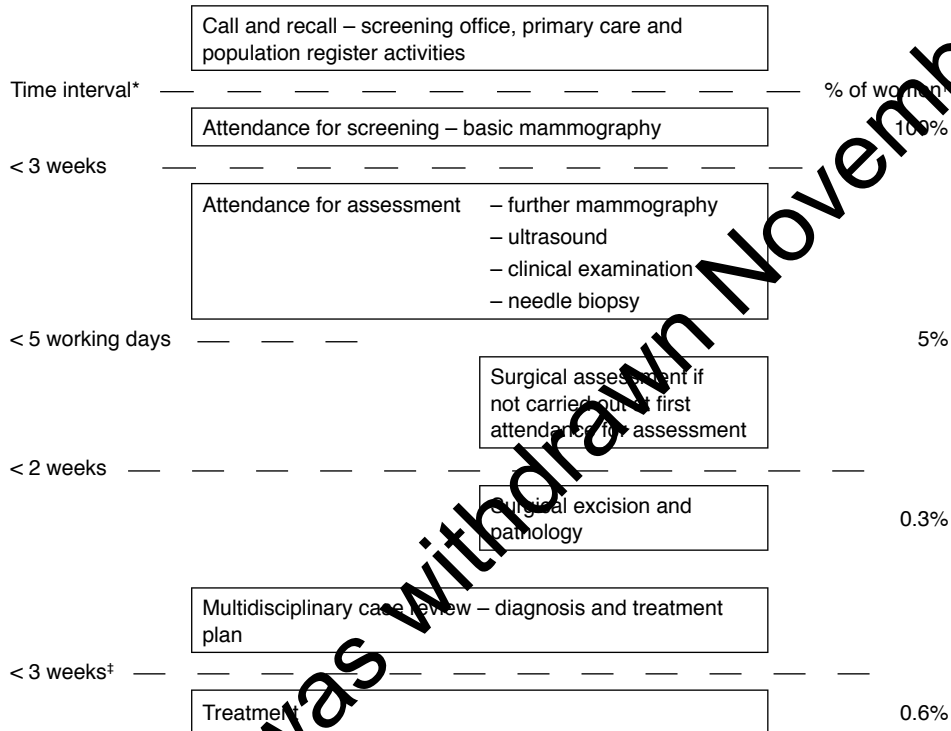 Call and recall – screening office, primary care and
population register activities
Time interval* % of women
Attendance for screening – basic mammography 100%
< 3 weeks
Attendance for assessment – further mammography
– ultrasound
– clinical examination
– needle biopsy
< 5 working days 5%
Surgical assessment if
not carried out at first
attendance for assessment
< 2 weeks
Surgical excision and
pathology
0.3%
Multidisciplinary case review – diagnosis and treatment
plan
< 3 weeks‡
Treatment 0.6%
was withdrawn Novemb